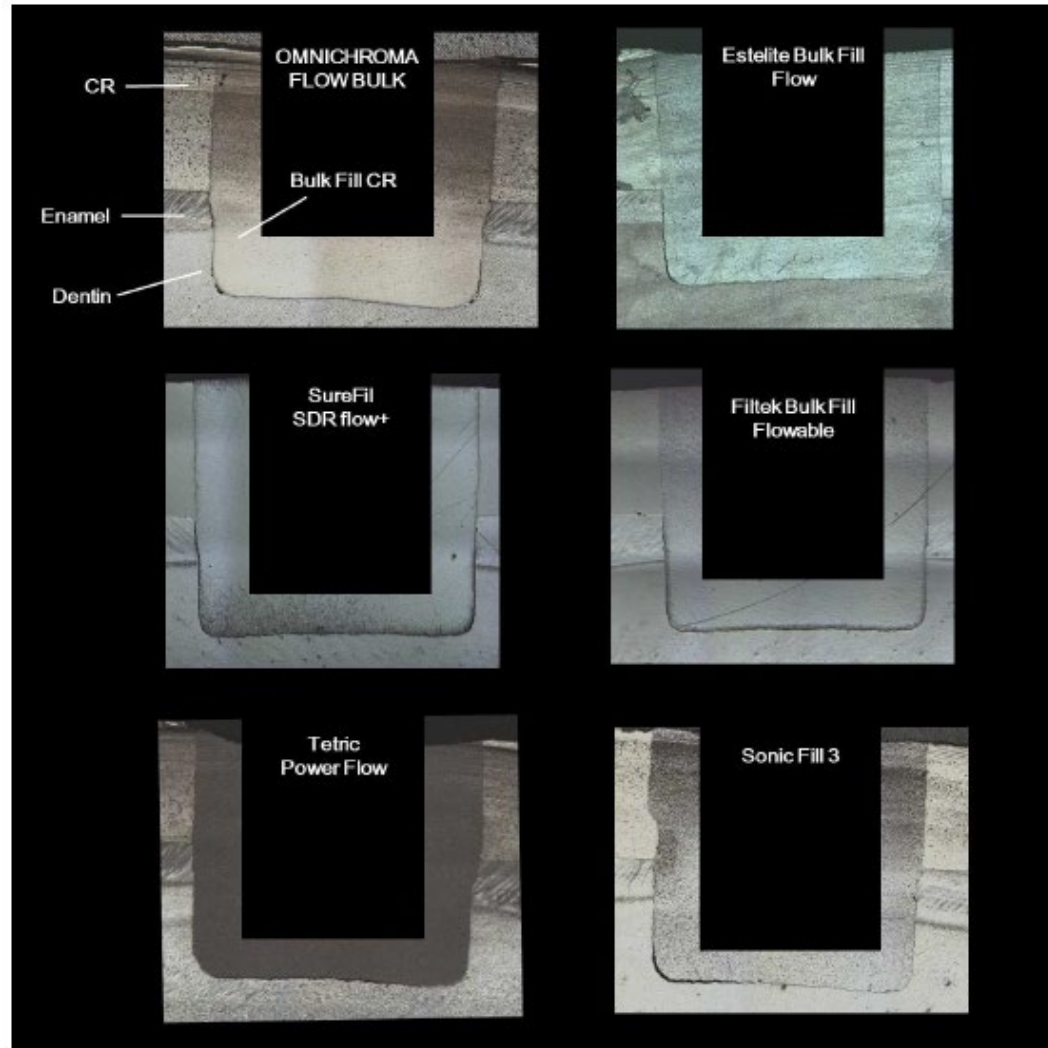 OMNICHROMA
FLOW BULK
CR
Bulk Fill CR
Enamel
Dentin
Estelite Bulk Fill
Flow
SureFil
SDR flow+
Filtek Bulk Fill
Flowable
Tetric
Power Flow
Sonic Fill 3